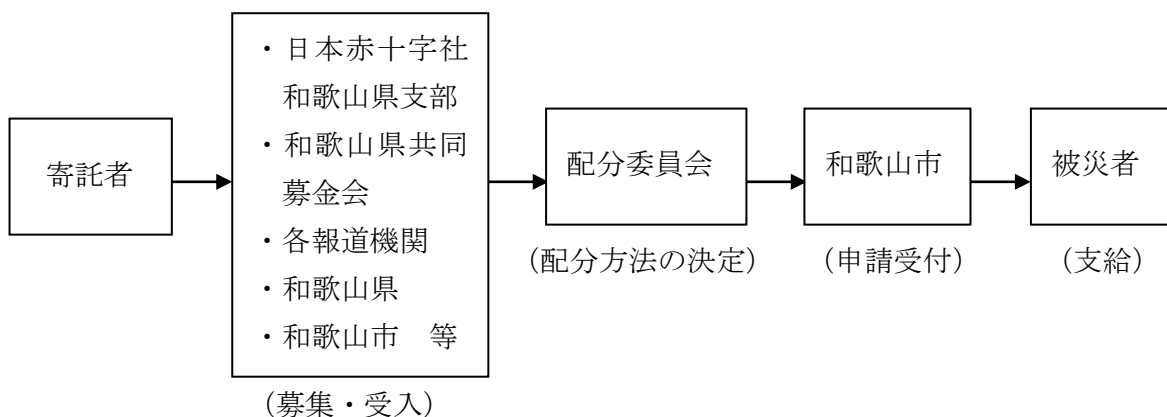 寄託者
・日本赤十字社
和歌山県支部
・和歌山県共同
募金会
・各報道機関
・和歌山県
・和歌山市　等
(募集・受入)
配分委員会
(配分方法の決定)
和歌山市
(申請受付)
被災者
(支給)